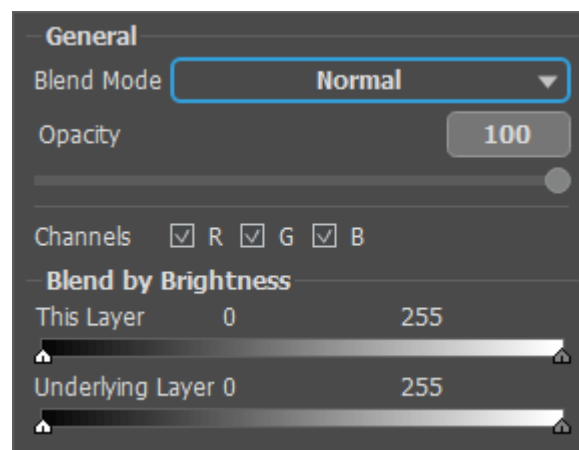 General
Blend Mode Normal
Opacity 100
Channels R G B
Blend by Brightness
This Layer 0 255
Underlying Layer 0 255